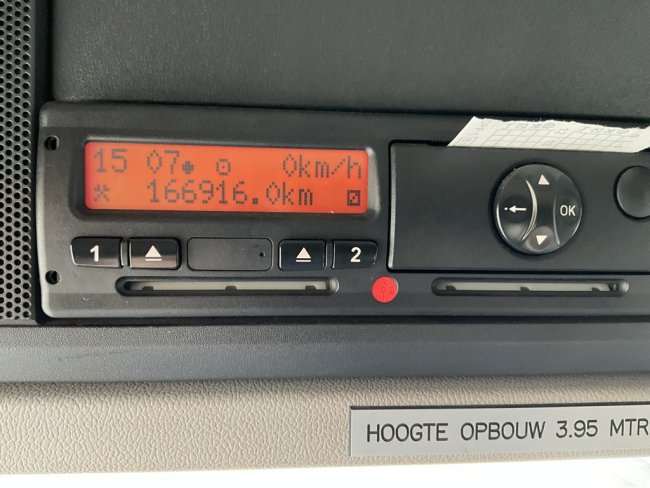 15 07 0km/h
166916.0km
1 2
OK
HOOGTE OPBOUW 3.95 MTR